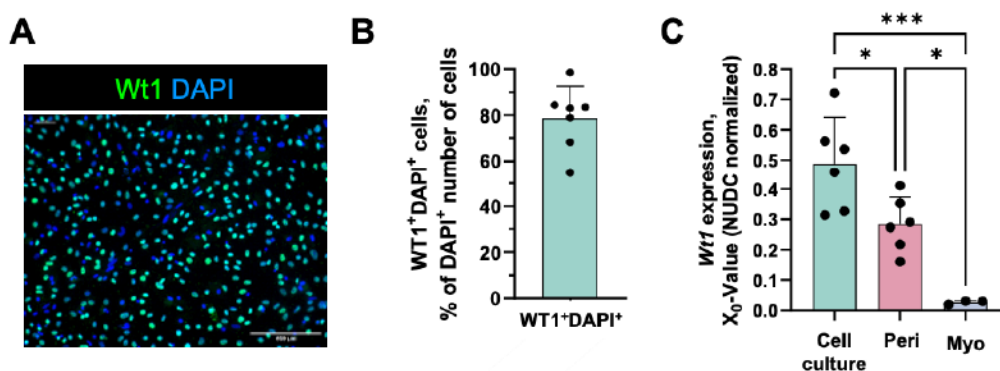 A
Wt1 DAPI
B
WT1⁺DAPI⁺ cells,
% of DAPI⁺ number of cells
100
80
60
40
20
0
WT1⁺DAPI⁺
C
***
* *
Wt1 expression,
X₀-Value (NUDC normalized)
0.8
0.7
0.6
0.5
0.4
0.3
0.2
0.1
0.0
Cell
culture
Peri
Myo